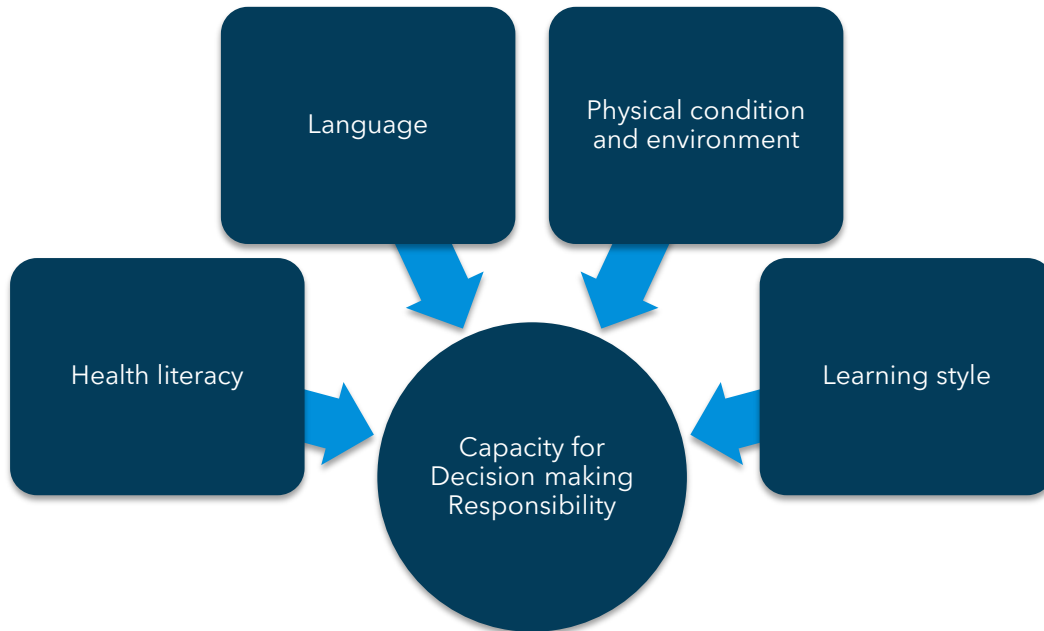 Language
Physical condition
and environment
Health literacy
Learning style
Capacity for
Decision making
Responsibility